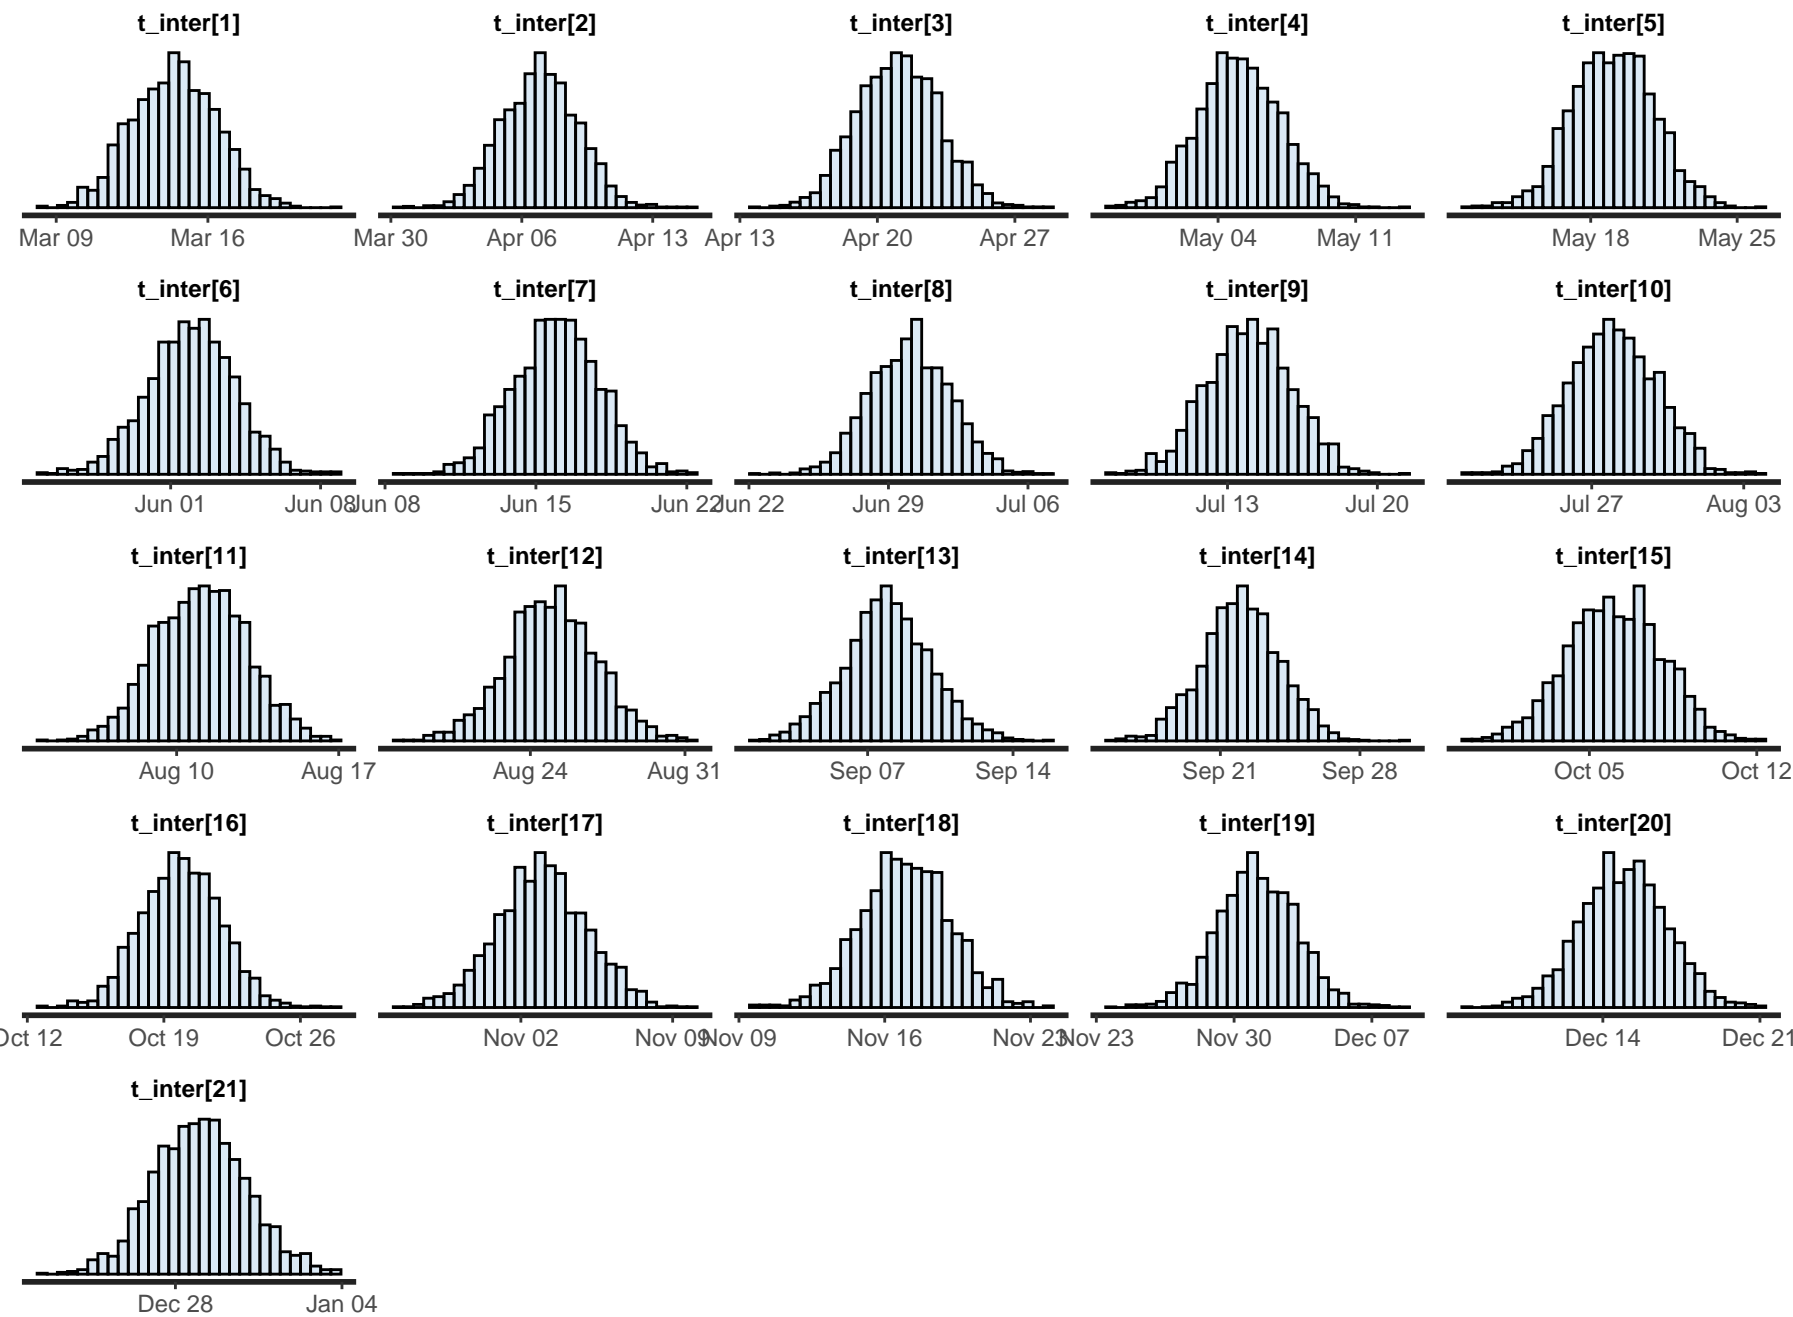 t_inter[1] t_inter[2] t_inter[3] t_inter[4] t_inter[5]
Mar 09 Mar 16 Mar 30 Apr 06 Apr 13 Apr 13 Apr 20 Apr 27 May 04 May 11 May 18 May 25
t_inter[6] t_inter[7] t_inter[8] t_inter[9] t_inter[10]
Jun 01 Jun 08 Jun 08 Jun 15 Jun 22 Jun 22 Jun 29 Jul 06 Jul 13 Jul 20 Jul 27 Aug 03
t_inter[11] t_inter[12] t_inter[13] t_inter[14] t_inter[15]
Aug 10 Aug 17 Aug 24 Aug 31 Sep 07 Sep 14 Sep 21 Sep 28 Oct 05 Oct 12
t_inter[16] t_inter[17] t_inter[18] t_inter[19] t_inter[20]
Oct 12 Oct 19 Oct 26 Nov 02 Nov 09 Nov 09 Nov 16 Nov 23 Nov 23 Nov 30 Dec 07 Dec 14 Dec 21
t_inter[21]
Dec 28 Jan 04